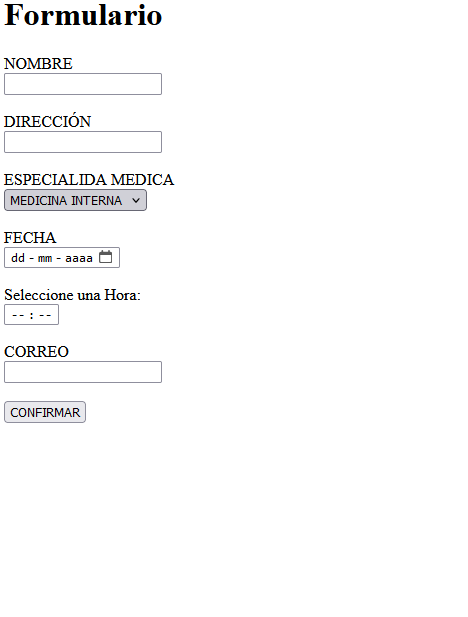 Formulario
NOMBRE
DIRECCIÓN
ESPECIALIDA MEDICA
MEDICINA INTERNA
FECHA
dd - mm - aaaa
Seleccione una Hora:
-- : --
CORREO
CONFIRMAR